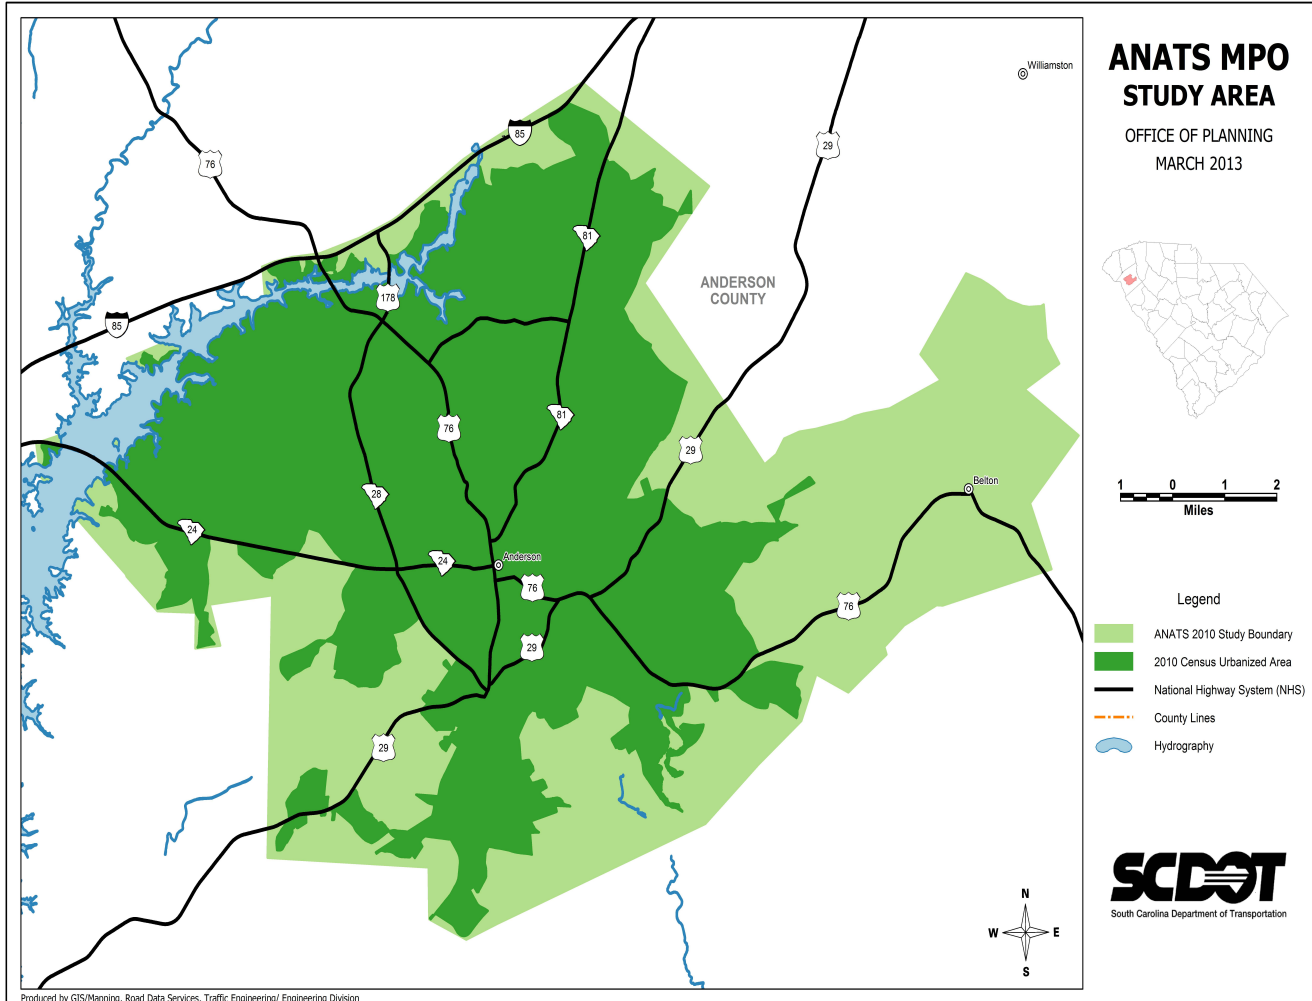 ANATS MPO
STUDY AREA
OFFICE OF PLANNING
MARCH 2013
Williamston
85
76
29
81
ANDERSON
COUNTY
178
85
81
76
29
28
Belton
24
24
Anderson
76
76
29
29
1 0 1 2
Miles
Legend
ANATS 2010 Study Boundary
2010 Census Urbanized Area
National Highway System (NHS)
County Lines
Hydrography
N
W E
S
SCDOT
South Carolina Department of Transportation
Produced by GIS/Manning, Road Data Services, Traffic Engineering/ Engineering Division